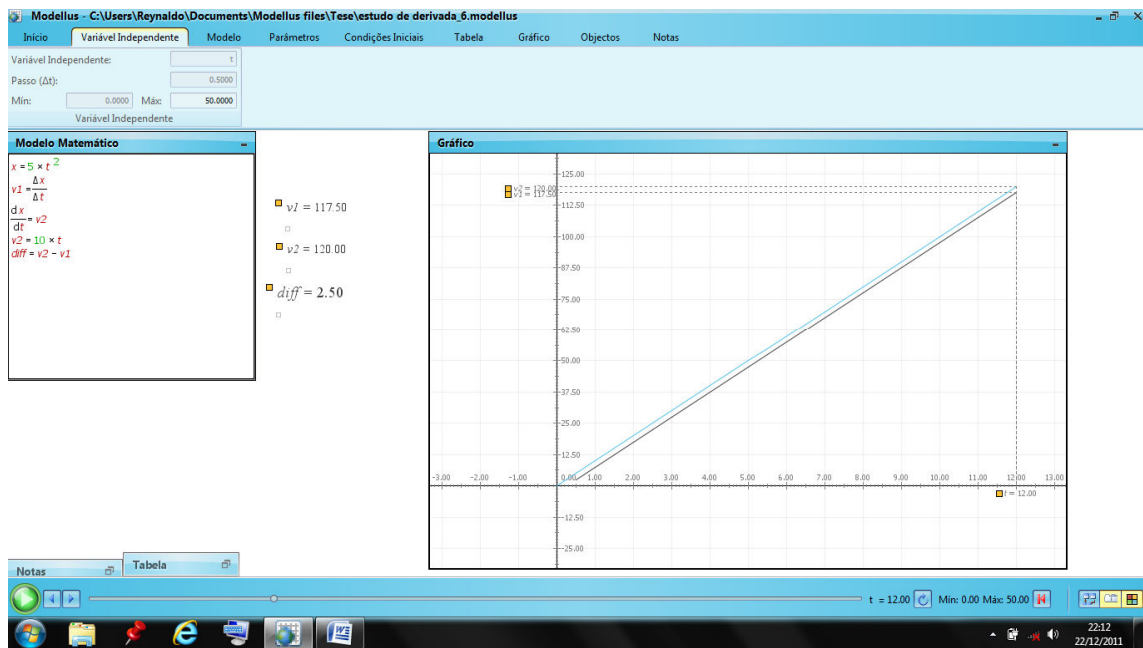 Modellus - C:\Users\Reynaldo\Documents\Modellus files\Tese\estudo de derivada_6.modellus
Início Variável Independente Modelo Parâmetros Condições Iniciais Tabela Gráfico Objectos Notas
Variável Independente: t
Passo (Δt): 0.5000
Mín: 0.0000 Máx: 50.0000
Variável Independente
Modelo Matemático
x = 5 × t 2
v1 = Δx / Δt
dx / dt = v2
v2 = 10 × t
diff = v2 − v1
v1 = 117.50
v2 = 120.00
diff = 2.50
Gráfico
125.00
v2 = 120.00
v1 = 117.50
112.50
100.00
87.50
75.00
62.50
50.00
37.50
25.00
12.50
-3.00 -2.00 -1.00 0.00 1.00 2.00 3.00 4.00 5.00 6.00 7.00 8.00 9.00 10.00 11.00 12.00 13.00
t = 12.00
-12.50
-25.00
Notas Tabela
t = 12.00 Mín: 0.00 Máx: 50.00
22:12
22/12/2011